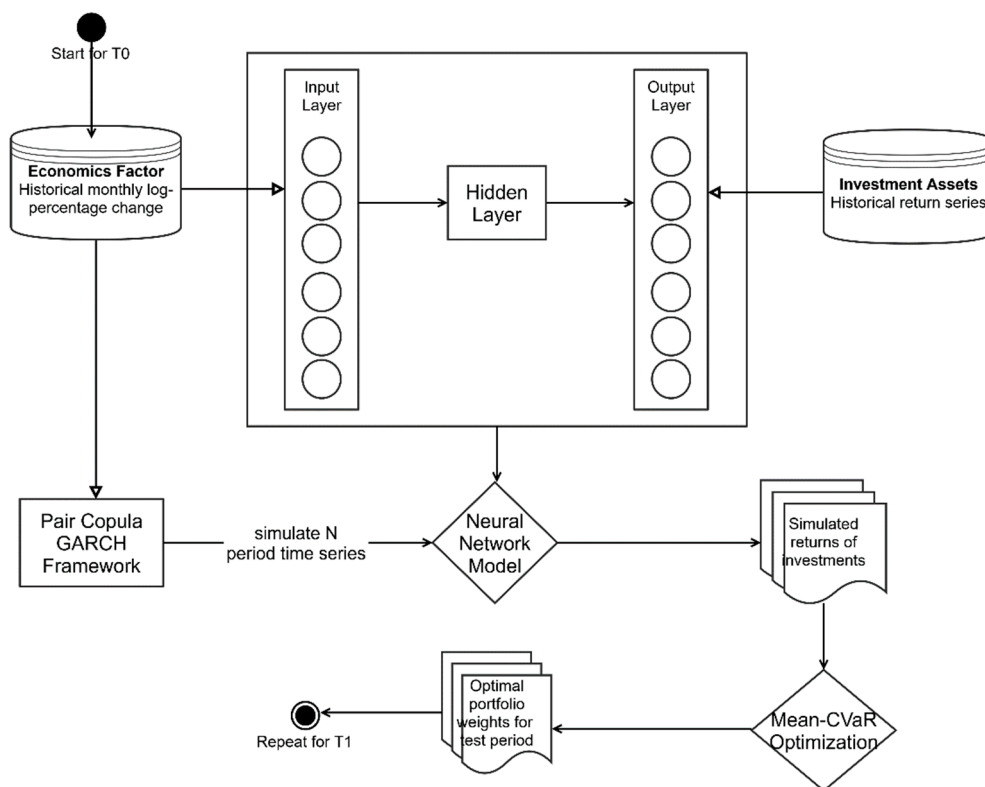 Start for T0
Input
Layer
Output
Layer
Economics Factor
Historical monthly log-
percentage change
Hidden
Layer
Investment Assets
Historical return series
Pair Copula
GARCH
Framework
simulate N
period time series
Neural
Network
Model
Simulated
returns of
investments
Optimal
portfolio
weights for
test period
Repeat for T1
Mean-CVaR
Optimization